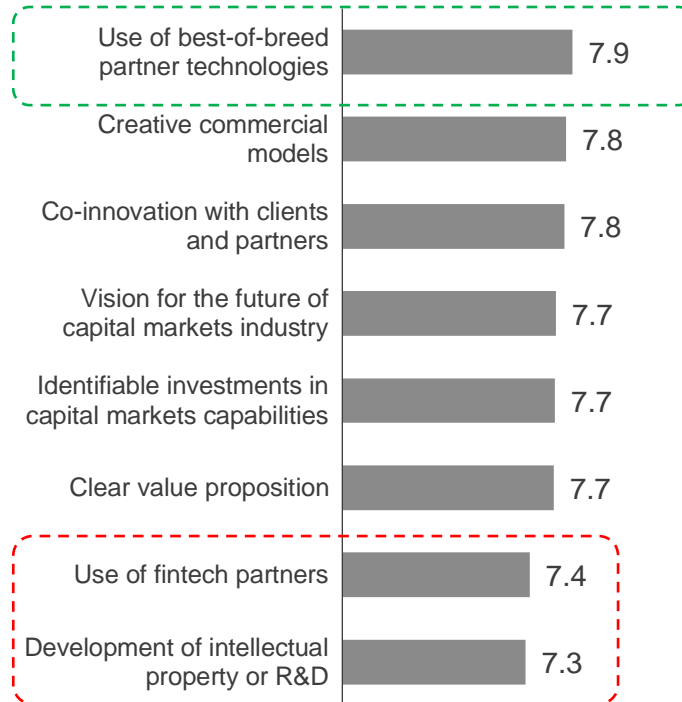 Use of best-of-breed
partner technologies
7.9
Creative commercial
models
7.8
Co-innovation with clients
and partners
7.8
Vision for the future of
capital markets industry
7.7
Identifiable investments in
capital markets capabilities
7.7
Clear value proposition
7.7
Use of fintech partners
7.4
Development of intellectual
property or R&D
7.3